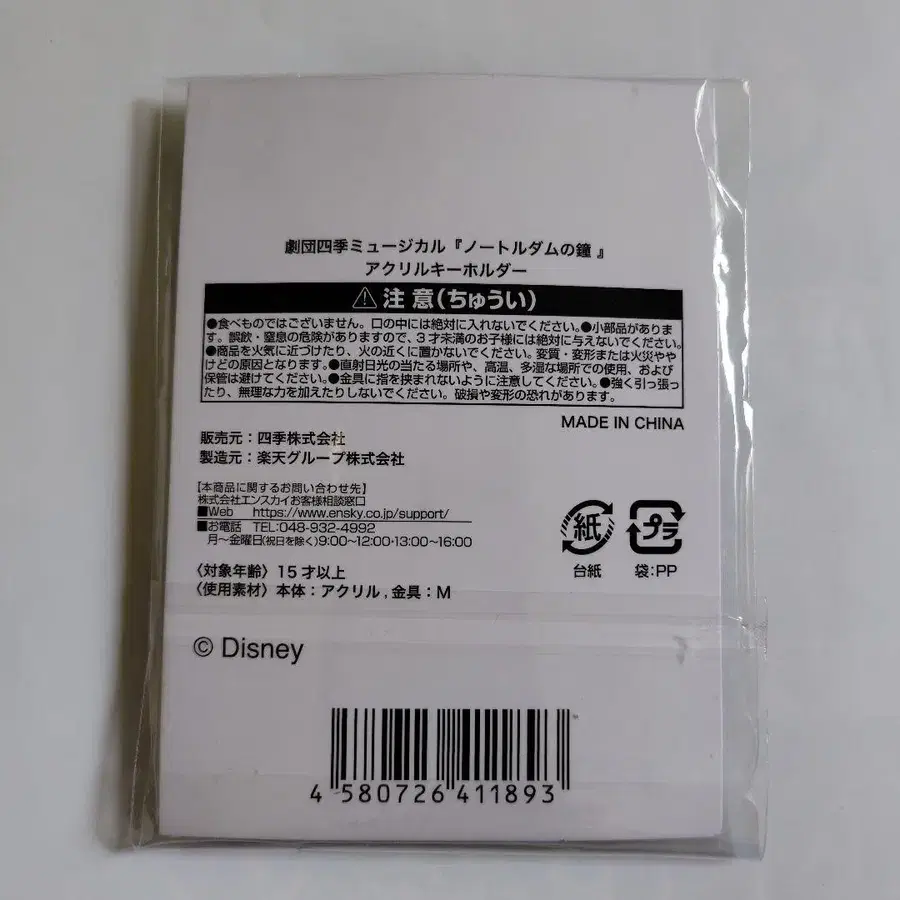 劇団四季ミュージカル『ノートルダムの鐘 』
アクリルキーホルダー
⚠注 意(ちゅうい)
●食べものではございません。口の中には絶対に入れないでください。●小部品がありま
す。誤飲・窒息の危険がありますので、3才未満のお子様には絶対に与えないでください。
●商品を火気に近づけたり、火の近くに置かないでください。変質・変形または火災やや
けどの原因となります。●直射日光の当たる場所や、高温、多湿な場所での使用、および
保管は避けてください。●金具に指を挟まれないように注意してください。●強く引っ張っ
たり、無理な力を加えたりしないでください。破損や変形の恐れがあります。
MADE IN CHINA
販売元：四季株式会社
製造元：楽天グループ株式会社
【本商品に関するお問い合わせ先】
株式会社エンスカイお客様相談窓口
■Web https://www.ensky.co.jp/support/
■お電話 TEL:048-932-4992
月〜金曜日(祝日を除く)9:00〜12:00・13:00〜16:00
紙
プラ
台紙
袋:PP
〈対象年齢〉15才以上
〈使用素材〉本体：アクリル,金具：M
© Disney
4 580726 411893